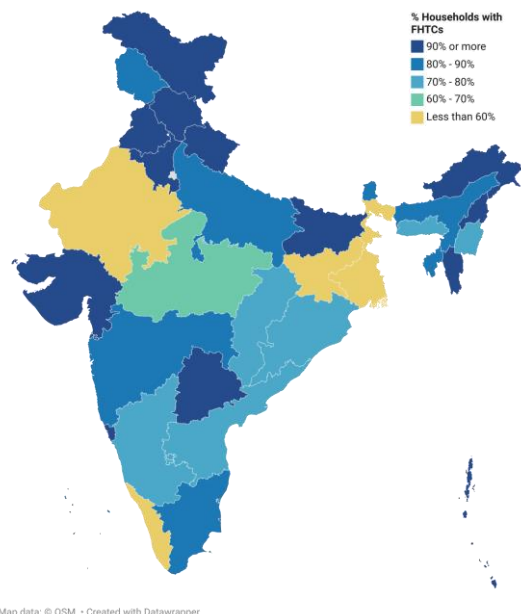 % Households with
FHTCs
90% or more
80% - 90%
70% - 80%
60% - 70%
Less than 60%
Map data: © OSM • Created with Datawrapper